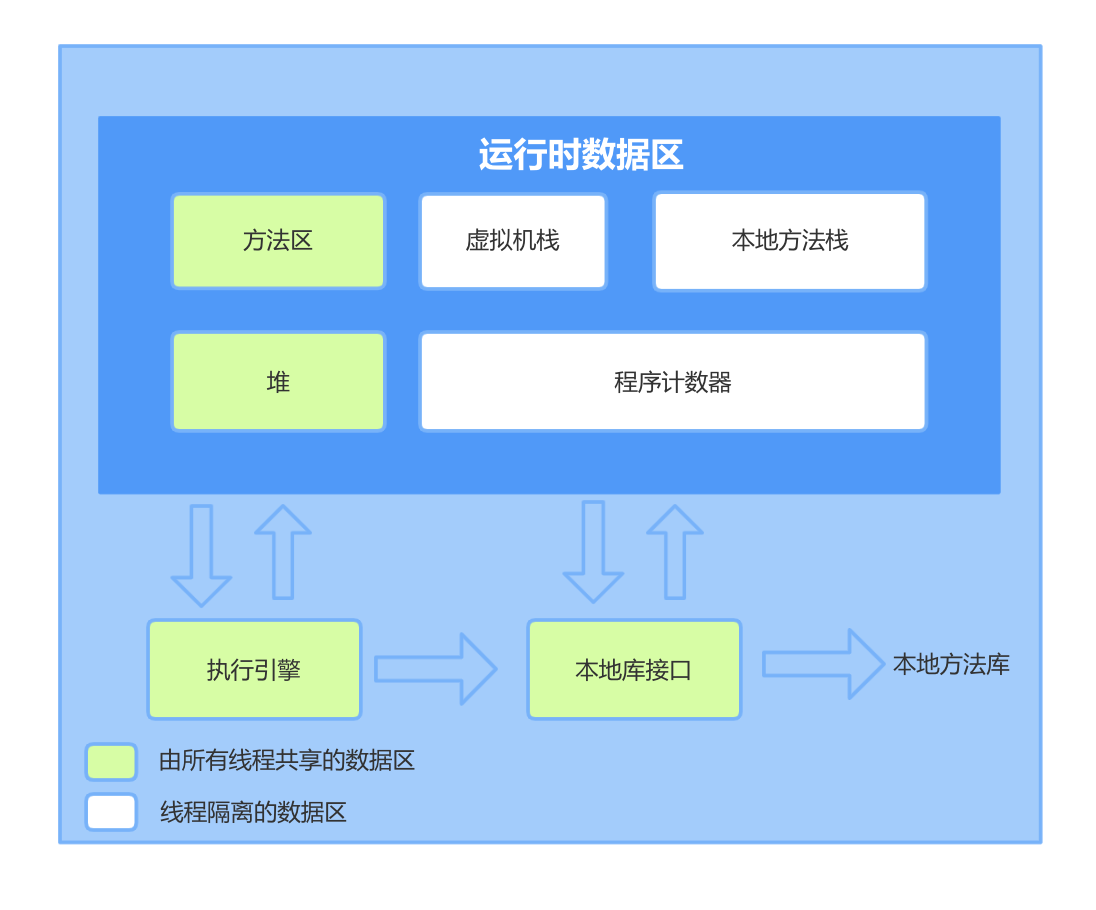 运行时数据区
方法区
虚拟机栈
本地方法栈
堆
程序计数器
执行引擎
本地库接口
本地方法库
由所有线程共享的数据区
线程隔离的数据区